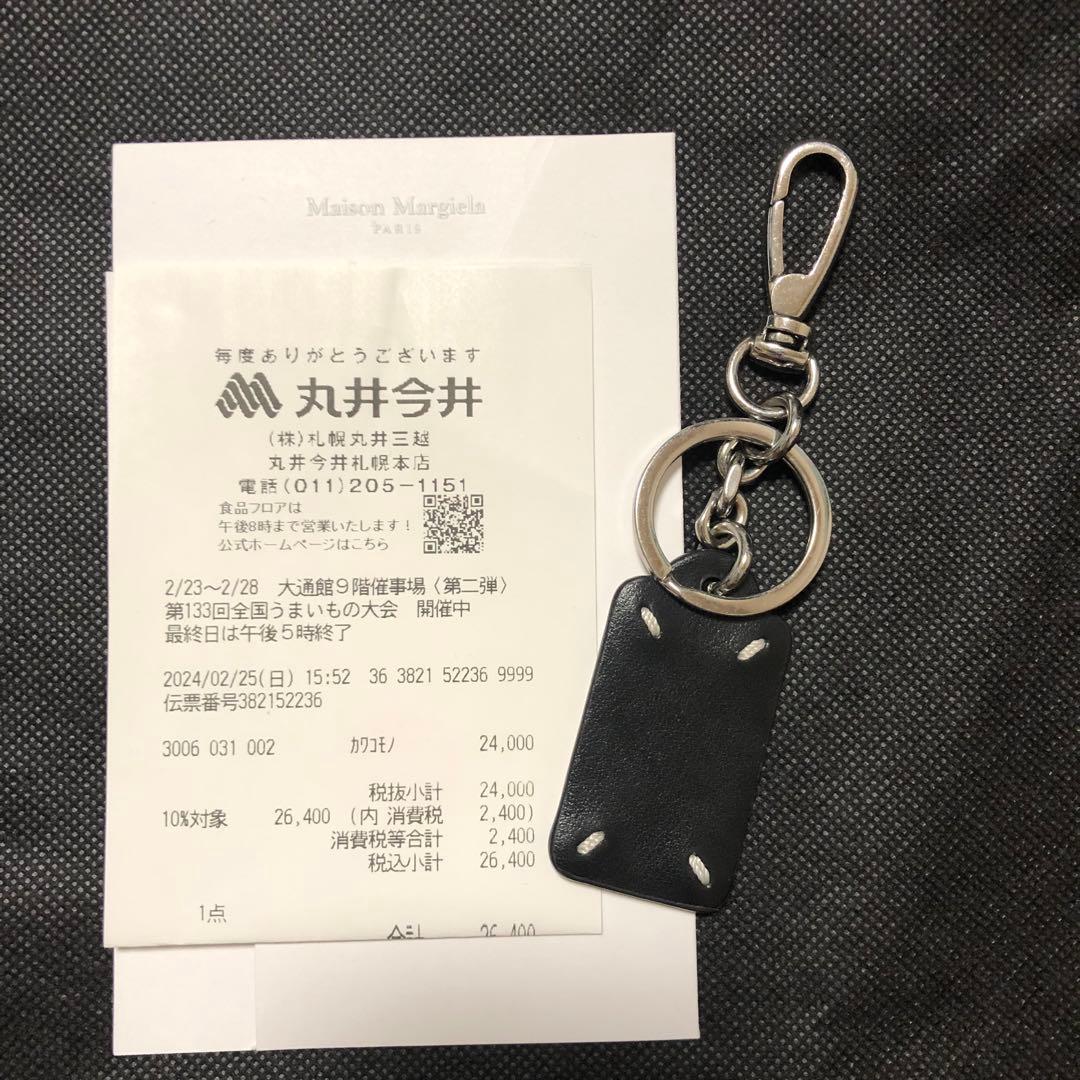 Maison Margiela
PARIS
毎度ありがとうございます
丸井今井
(株)札幌丸井三越
丸井今井札幌本店
電話(011)205-1151
食品フロアは
午後8時まで営業いたします!
公式ホームページはこちら
2/23〜2/28 大通館9階催事場〈第二弾〉
第133回全国うまいもの大会 開催中
最終日は午後5時終了
2024/02/25(日) 15:52 36 3821 52236 9999
伝票番号382152236
3006 031 002 ｶﾜｺﾓﾉ 24,000
税抜小計 24,000
10%対象 26,400 (内 消費税 2,400)
消費税等合計 2,400
税込小計 26,400
1点
合計 26,400